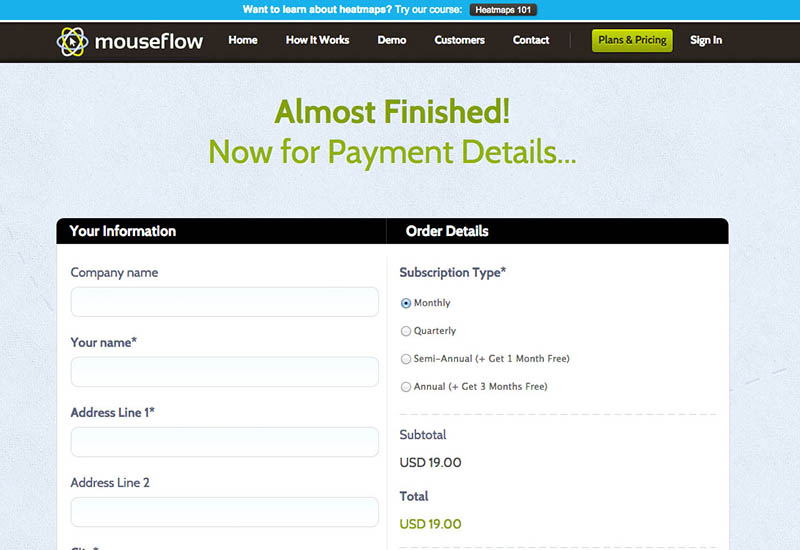 Want to learn about heatmaps? Try our course: Heatmaps 101
mouseflow Home How It Works Demo Customers Contact Plans & Pricing Sign In
Almost Finished!
Now for Payment Details...
Your Information
Company name
Your name*
Address Line 1*
Address Line 2
Order Details
Subscription Type*
Monthly
Quarterly
Semi-Annual (+ Get 1 Month Free)
Annual (+ Get 3 Months Free)
Subtotal
USD 19.00
Total
USD 19.00